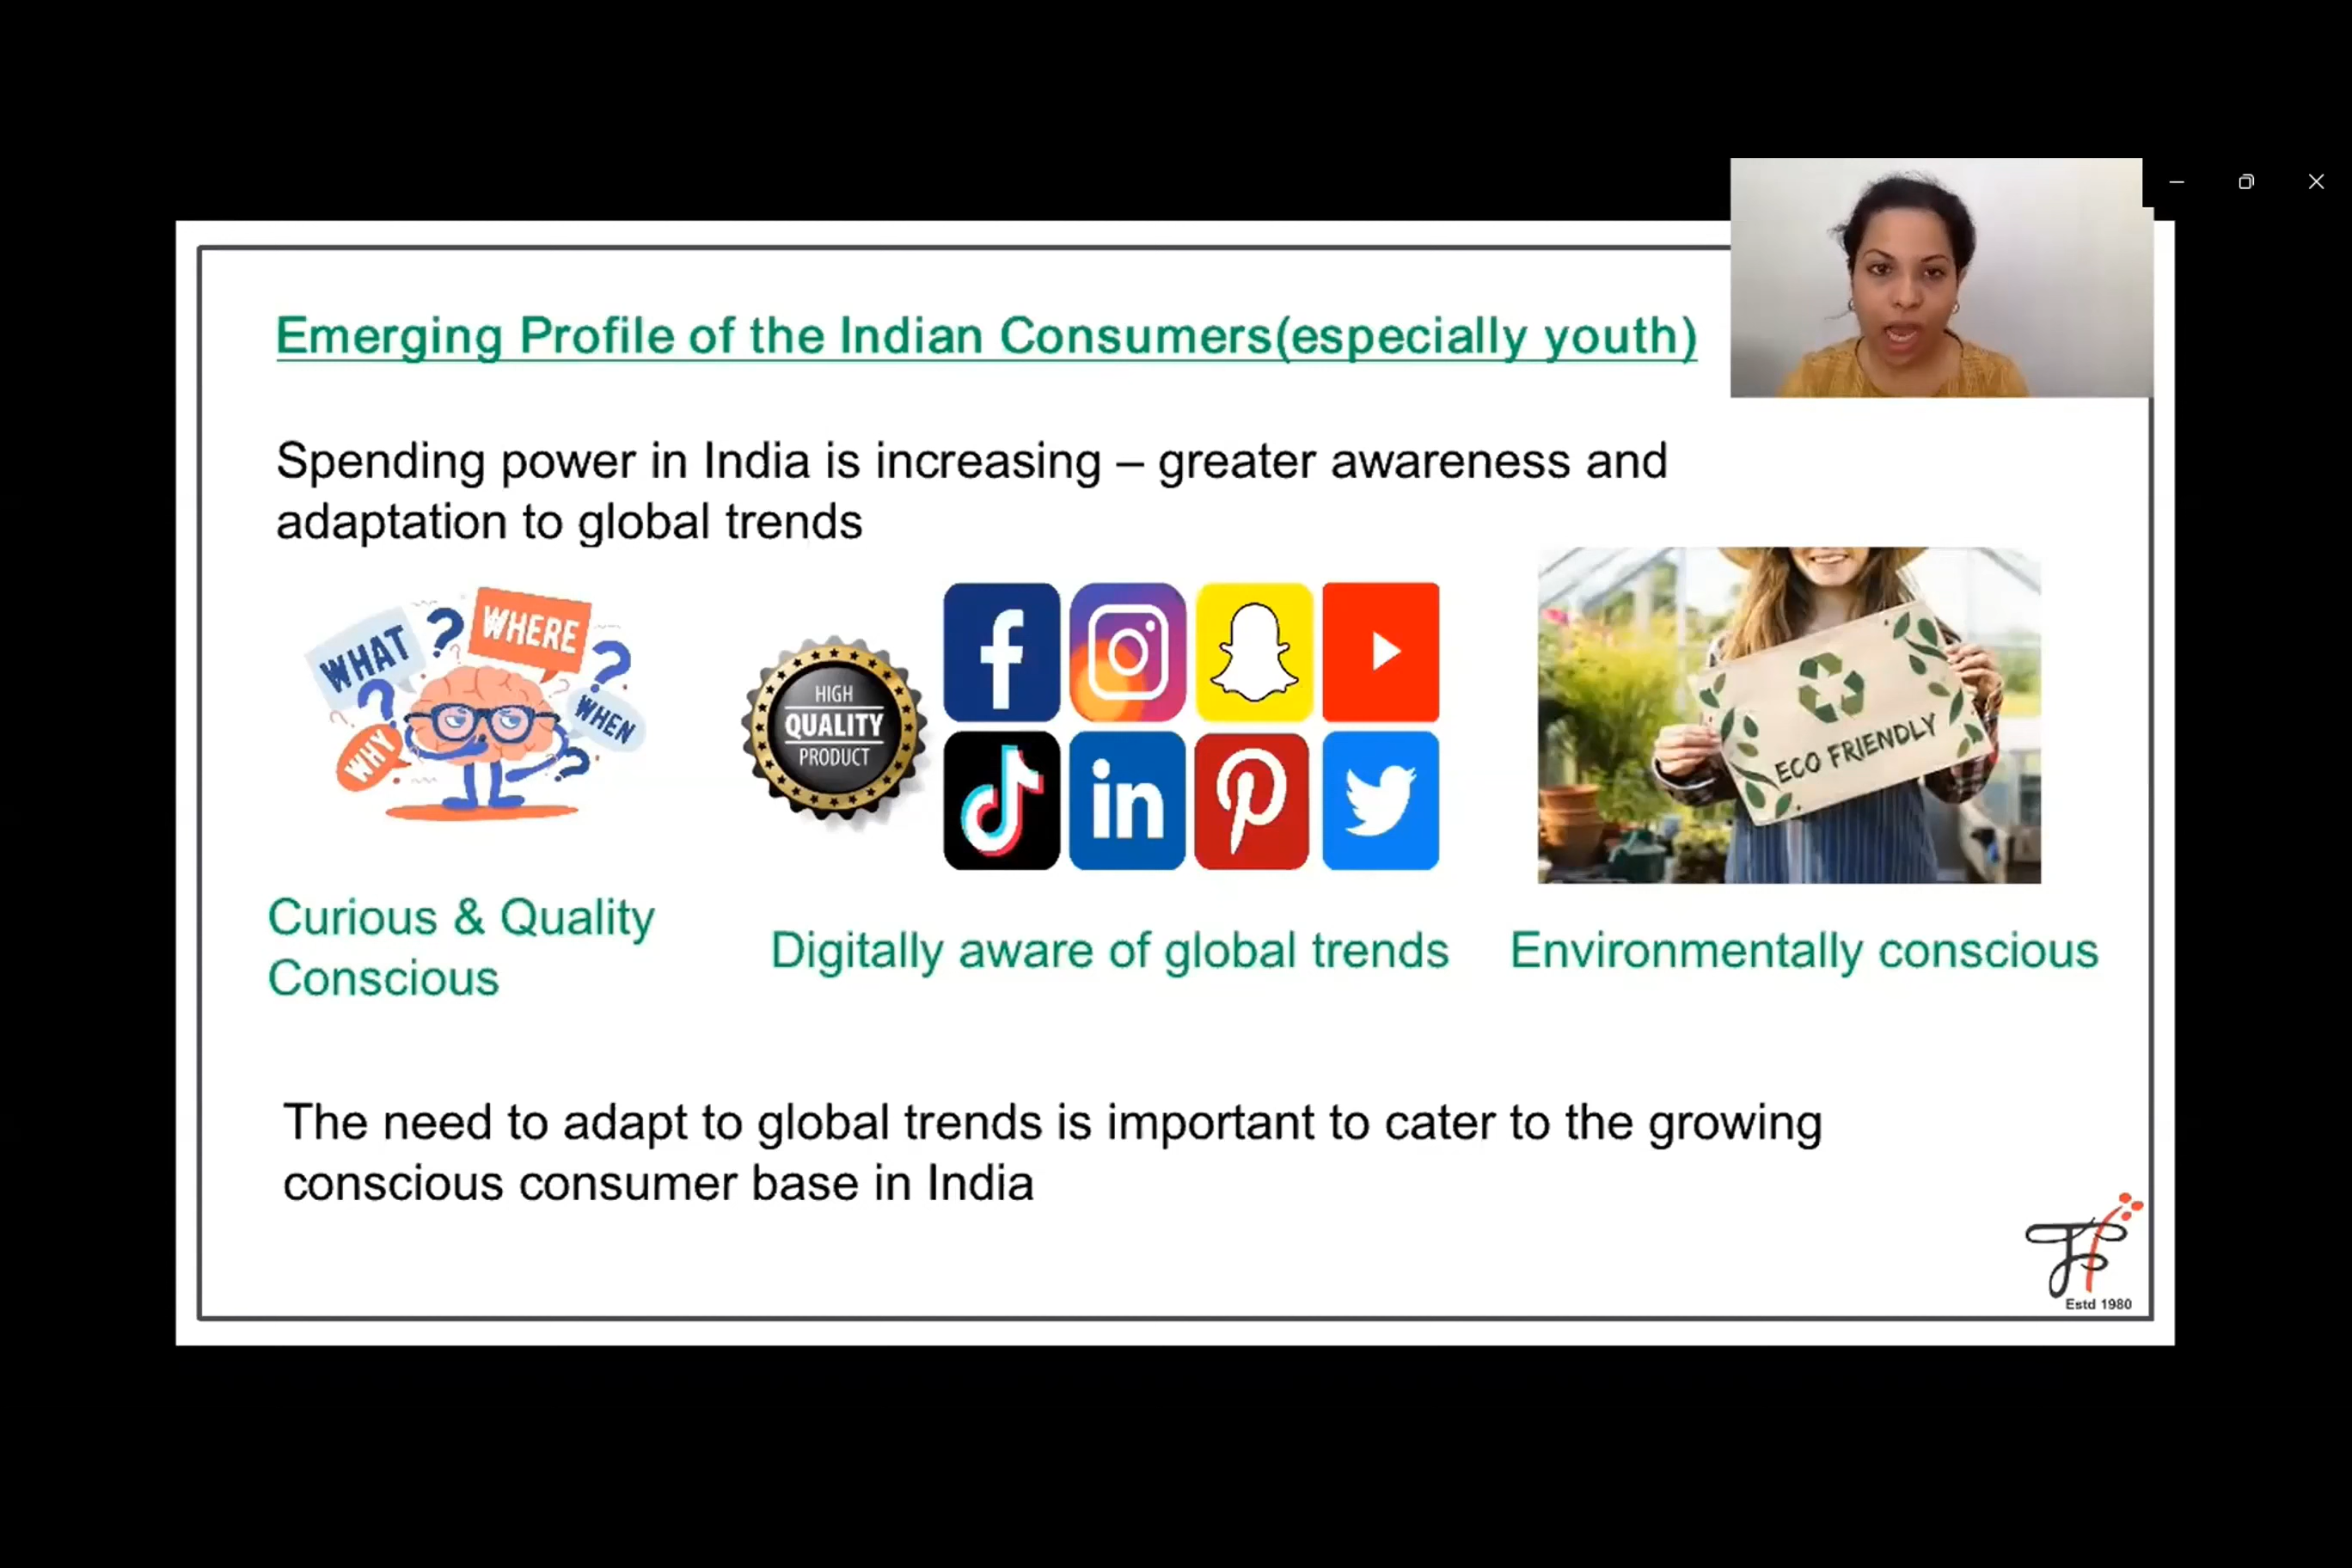 Emerging Profile of the Indian Consumers(especially youth)
Spending power in India is increasing – greater awareness and
adaptation to global trends
WHAT
WHERE
WHEN
WHY
HIGH
QUALITY
PRODUCT
in
ECO FRIENDLY
Curious & Quality
Conscious
Digitally aware of global trends
Environmentally conscious
The need to adapt to global trends is important to cater to the growing
conscious consumer base in India
Estd 1980